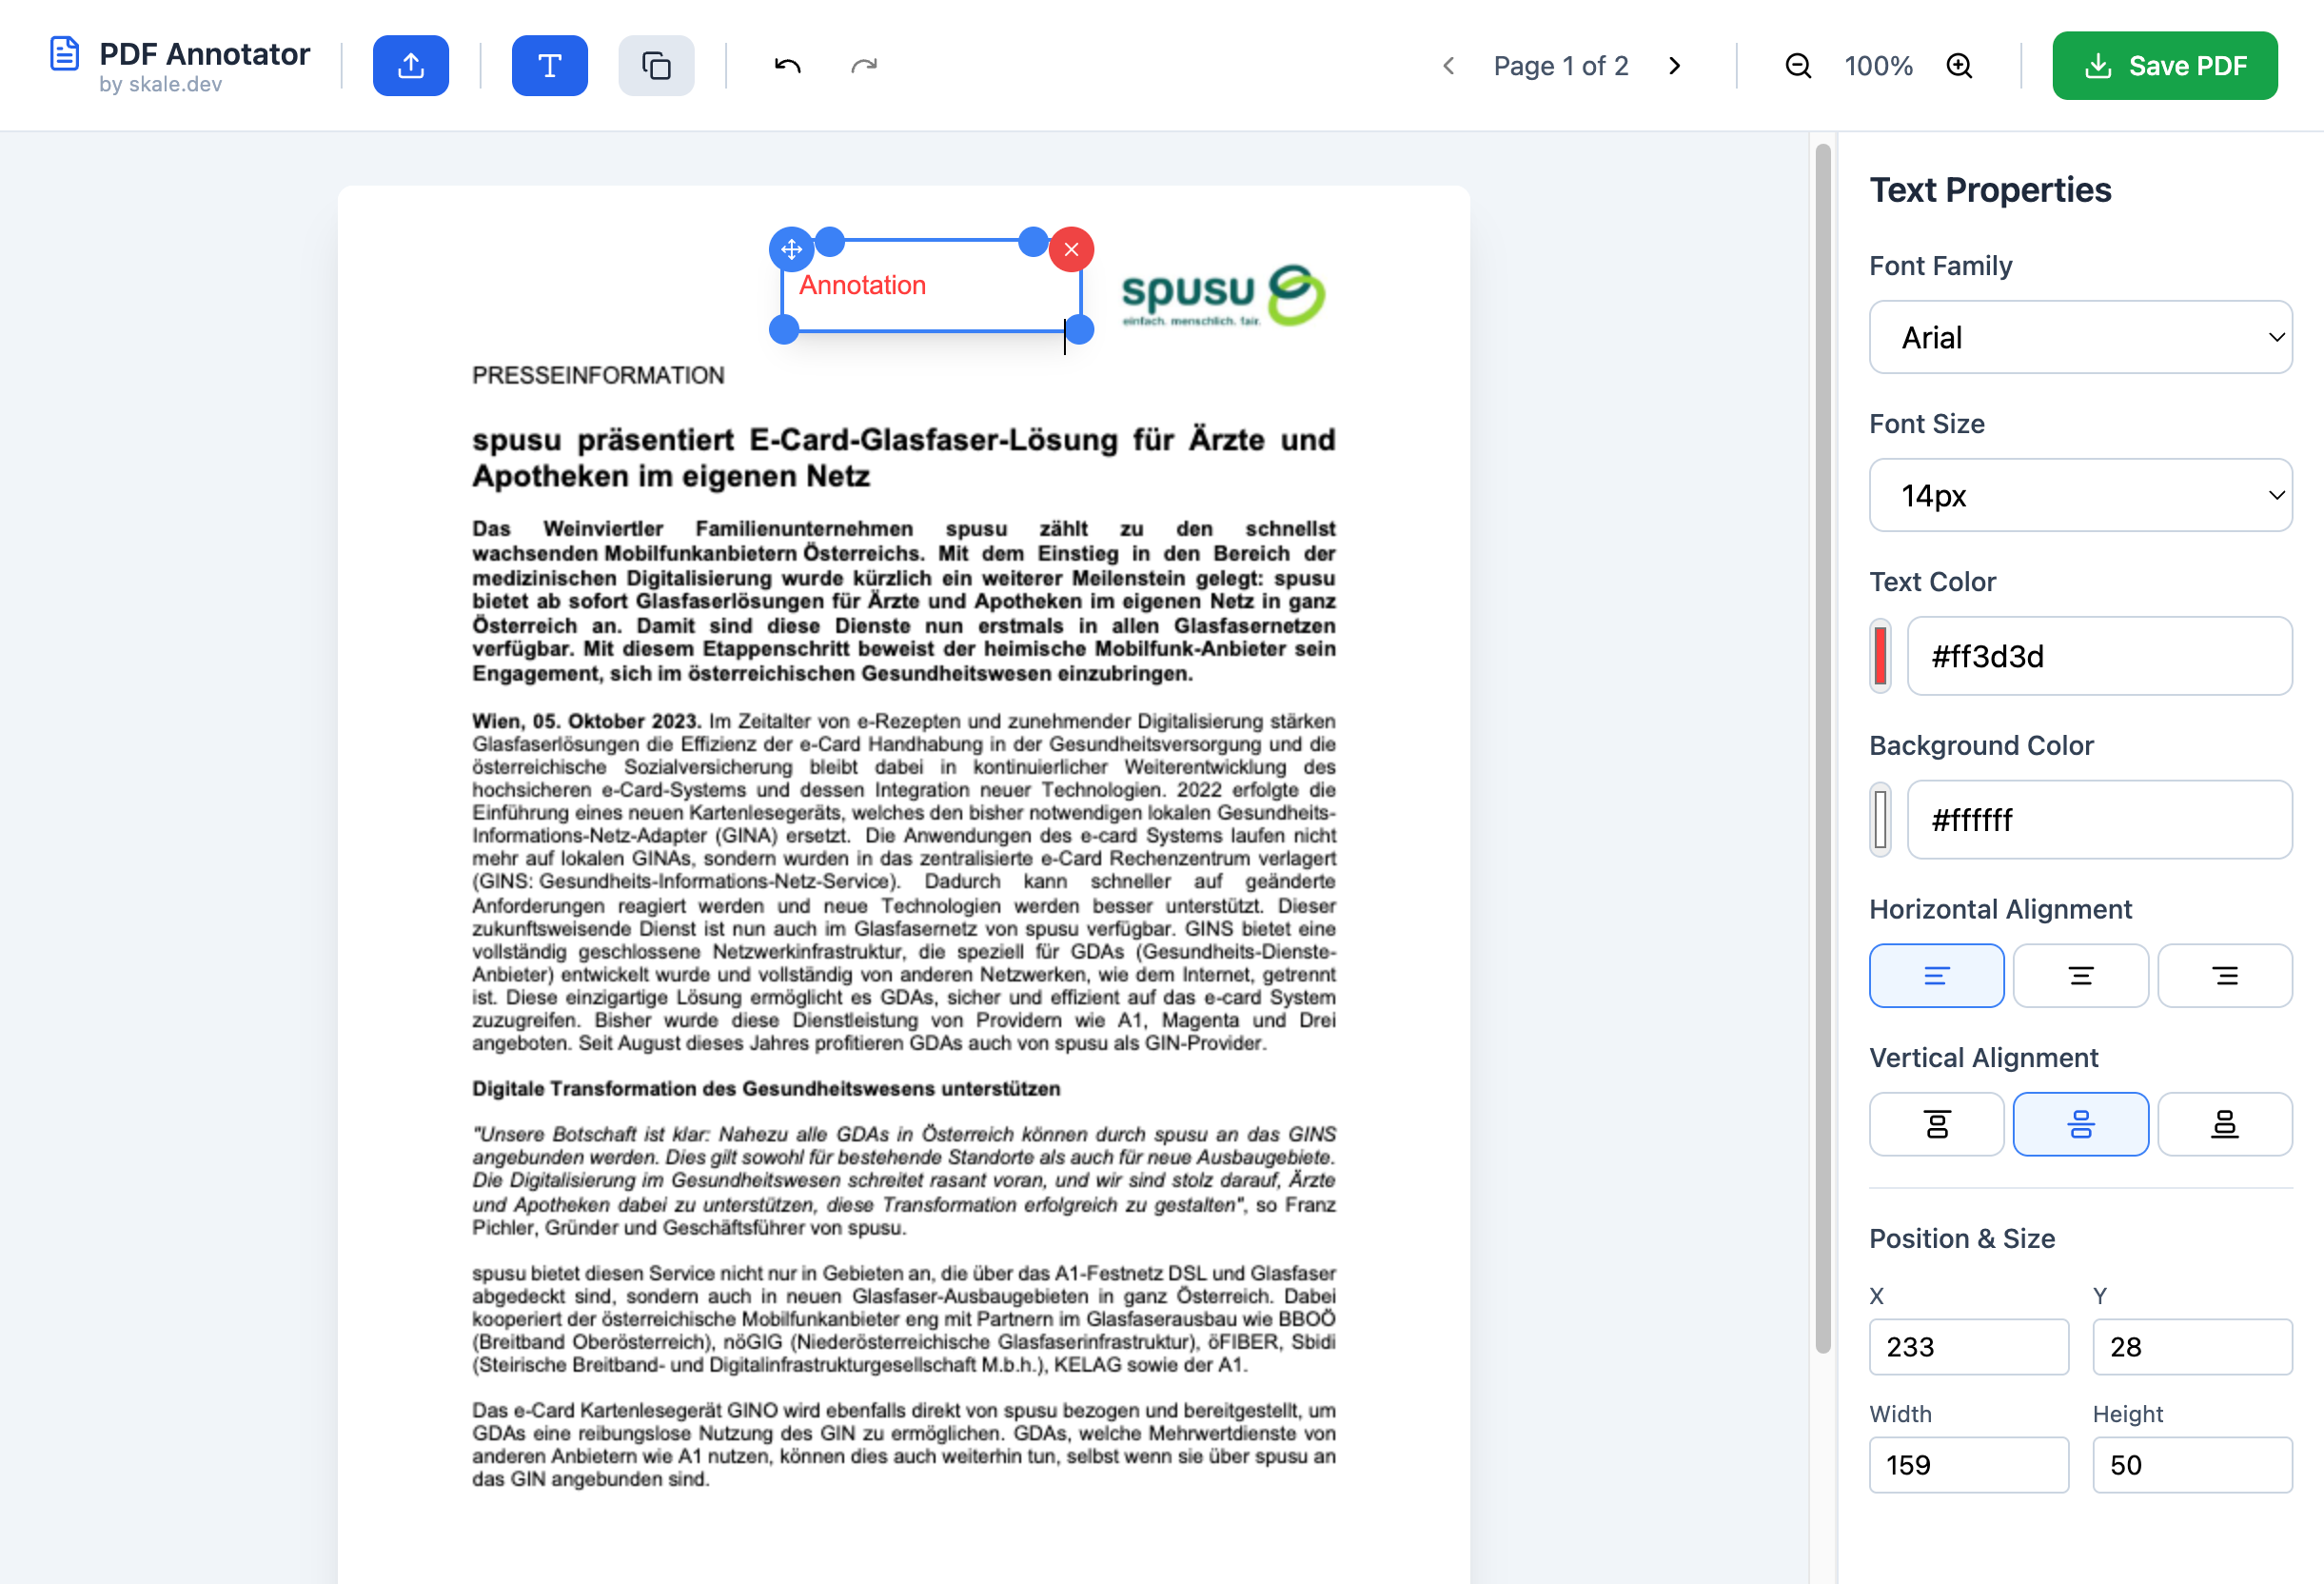 PDF Annotator
by skale.dev
T
Page 1 of 2
100%
Save PDF
Annotation
spusu
einfach. menschlich. fair.
PRESSEINFORMATION
spusu präsentiert E-Card-Glasfaser-Lösung für Ärzte und
Apotheken im eigenen Netz
Das Weinviertler Familienunternehmen spusu zählt zu den schnellst
wachsenden Mobilfunkanbietern Österreichs. Mit dem Einstieg in den Bereich der
medizinischen Digitalisierung wurde kürzlich ein weiterer Meilenstein gelegt: spusu
bietet ab sofort Glasfaserlösungen für Ärzte und Apotheken im eigenen Netz in ganz
Österreich an. Damit sind diese Dienste nun erstmals in allen Glasfasernetzen
verfügbar. Mit diesem Etappenschritt beweist der heimische Mobilfunk-Anbieter sein
Engagement, sich im österreichischen Gesundheitswesen einzubringen.
Wien, 05. Oktober 2023. Im Zeitalter von e-Rezepten und zunehmender Digitalisierung stärken
Glasfaserlösungen die Effizienz der e-Card Handhabung in der Gesundheitsversorgung und die
österreichische Sozialversicherung bleibt dabei in kontinuierlicher Weiterentwicklung des
hochsicheren e-Card-Systems und dessen Integration neuer Technologien. 2022 erfolgte die
Einführung eines neuen Kartenlesegeräts, welches den bisher notwendigen lokalen Gesundheits-
Informations-Netz-Adapter (GINA) ersetzt. Die Anwendungen des e-card Systems laufen nicht
mehr auf lokalen GINAs, sondern wurden in das zentralisierte e-Card Rechenzentrum verlagert
(GINS: Gesundheits-Informations-Netz-Service). Dadurch kann schneller auf geänderte
Anforderungen reagiert werden und neue Technologien werden besser unterstützt. Dieser
zukunftsweisende Dienst ist nun auch im Glasfasernetz von spusu verfügbar. GINS bietet eine
vollständig geschlossene Netzwerkinfrastruktur, die speziell für GDAs (Gesundheits-Dienste-
Anbieter) entwickelt wurde und vollständig von anderen Netzwerken, wie dem Internet, getrennt
ist. Diese einzigartige Lösung ermöglicht es GDAs, sicher und effizient auf das e-card System
zuzugreifen. Bisher wurde diese Dienstleistung von Providern wie A1, Magenta und Drei
angeboten. Seit August dieses Jahres profitieren GDAs auch von spusu als GIN-Provider.
Digitale Transformation des Gesundheitswesens unterstützen
"Unsere Botschaft ist klar: Nahezu alle GDAs in Österreich können durch spusu an das GINS
angebunden werden. Dies gilt sowohl für bestehende Standorte als auch für neue Ausbaugebiete.
Die Digitalisierung im Gesundheitswesen schreitet rasant voran, und wir sind stolz darauf, Ärzte
und Apotheken dabei zu unterstützen, diese Transformation erfolgreich zu gestalten", so Franz
Pichler, Gründer und Geschäftsführer von spusu.
spusu bietet diesen Service nicht nur in Gebieten an, die über das A1-Festnetz DSL und Glasfaser
abgedeckt sind, sondern auch in neuen Glasfaser-Ausbaugebieten in ganz Österreich. Dabei
kooperiert der österreichische Mobilfunkanbieter eng mit Partnern im Glasfaserausbau wie BBOÖ
(Breitband Oberösterreich), nöGIG (Niederösterreichische Glasfaserinfrastruktur), öFIBER, Sbidi
(Steirische Breitband- und Digitalinfrastrukturgesellschaft M.b.h.), KELAG sowie der A1.
Das e-Card Kartenlesegerät GINO wird ebenfalls direkt von spusu bezogen und bereitgestellt, um
GDAs eine reibungslose Nutzung des GIN zu ermöglichen. GDAs, welche Mehrwertdienste von
anderen Anbietern wie A1 nutzen, können dies auch weiterhin tun, selbst wenn sie über spusu an
das GIN angebunden sind.
Text Properties
Font Family
Arial
Font Size
14px
Text Color
#ff3d3d
Background Color
#ffffff
Horizontal Alignment
Vertical Alignment
Position & Size
X
Y
233
28
Width
Height
159
50